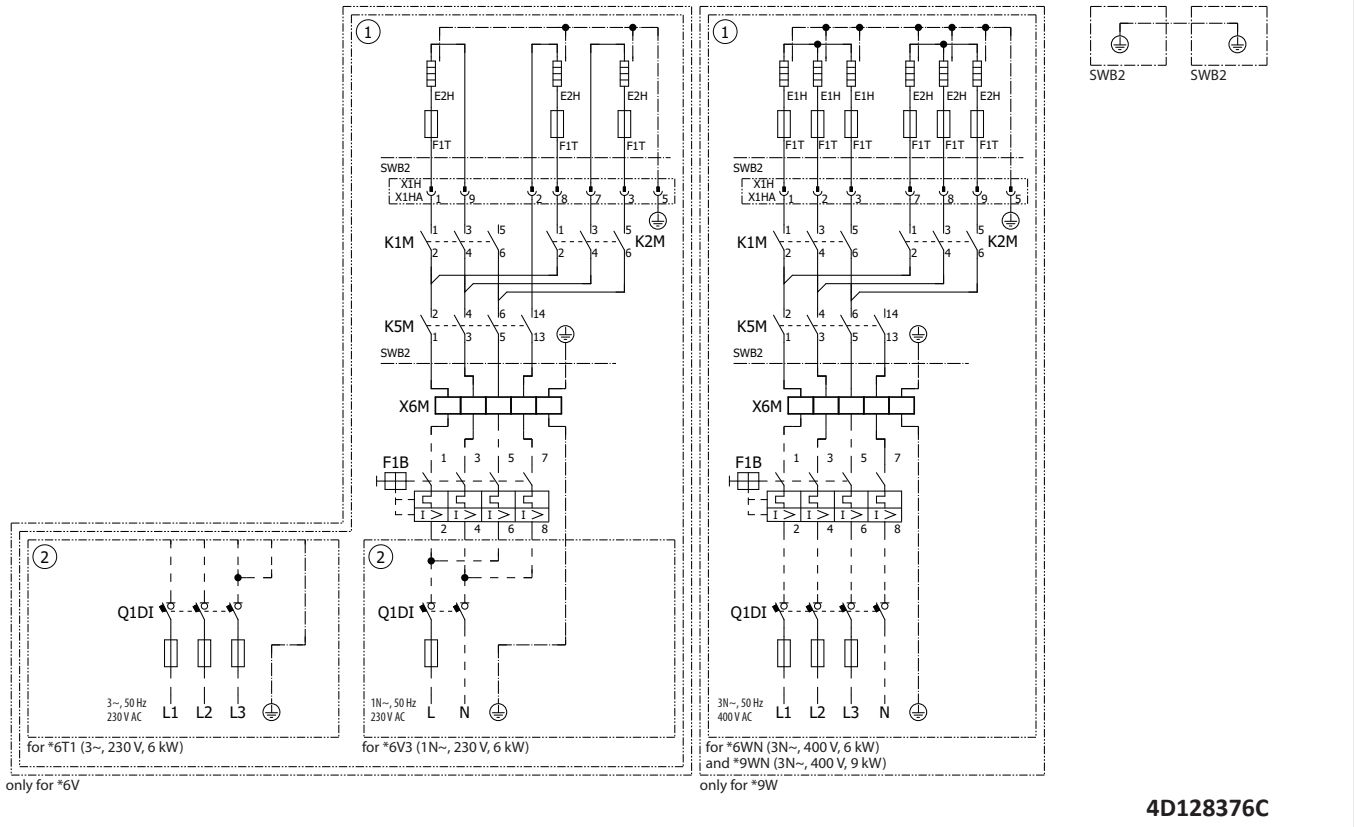 1 1
SWB2 SWB2
E2H E2H E2H E1H E1H E1H E2H E2H E2H
F1T F1T F1T F1T F1T F1T F1T F1T F1T
SWB2 SWB2
X1H X1H
X1HA 1 9 2 8 7 3 5 X1HA 1 2 3 7 8 9 5
1 3 5 1 3 5 1 3 5 1 3 5
K1M K2M K1M K2M
2 4 6 2 4 6 2 4 6 2 4 6
2 4 6 14 2 4 6 14
K5M K5M
1 3 5 13 1 3 5 13
SWB2 SWB2
X6M X6M
F1B 1 3 5 7 F1B 1 3 5 7
I > I > I > I > I > I > I > I >
2 4 6 8 2 4 6 8
2 2
Q1DI Q1DI Q1DI
3~, 50 Hz 1N~, 50 Hz 3N~, 50 Hz
230 V AC L1 L2 L3 230 V AC L N 400 V AC L1 L2 L3 N
for *6T1 (3~, 230 V, 6 kW) for *6V3 (1N~, 230 V, 6 kW) for *6WN (3N~, 400 V, 6 kW)
and *9WN (3N~, 400 V, 9 kW)
only for *6V only for *9W
4D128376C